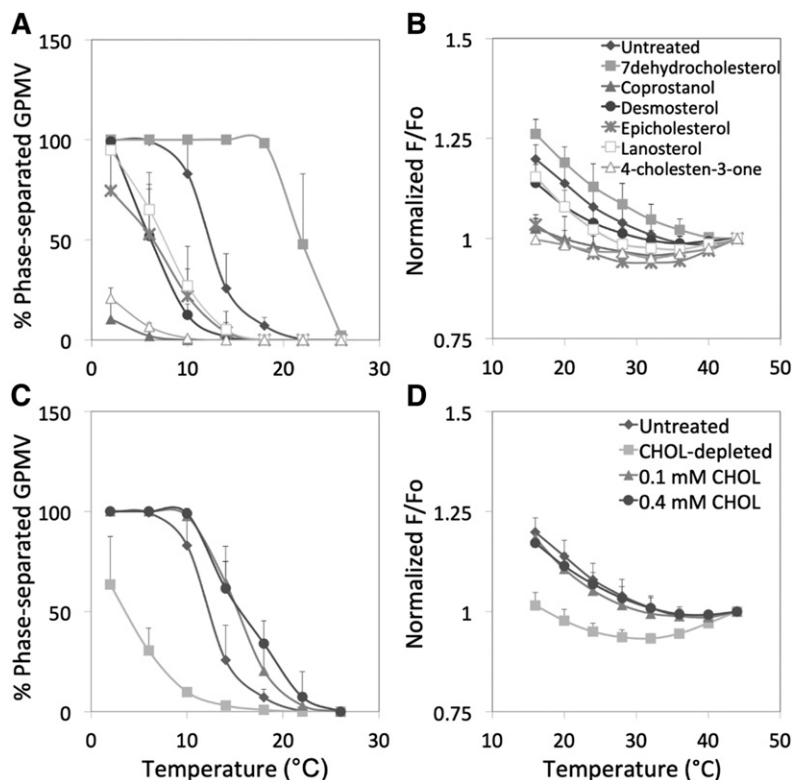 A
% Phase-separated GPMV
150
100
50
0
0
10
20
30
B
Normalized F/Fo
1.5
1.25
1
0.75
10
20
30
40
50
Untreated
7dehydrocholesterol
Coprostanol
Desmosterol
Epicholesterol
Lanosterol
4-cholesten-3-one
C
% Phase-separated GPMV
150
100
50
0
0
10
20
30
Temperature (°C)
D
Normalized F/Fo
1.5
1.25
1
0.75
10
20
30
40
50
Untreated
CHOL-depleted
0.1 mM CHOL
0.4 mM CHOL
Temperature (°C)